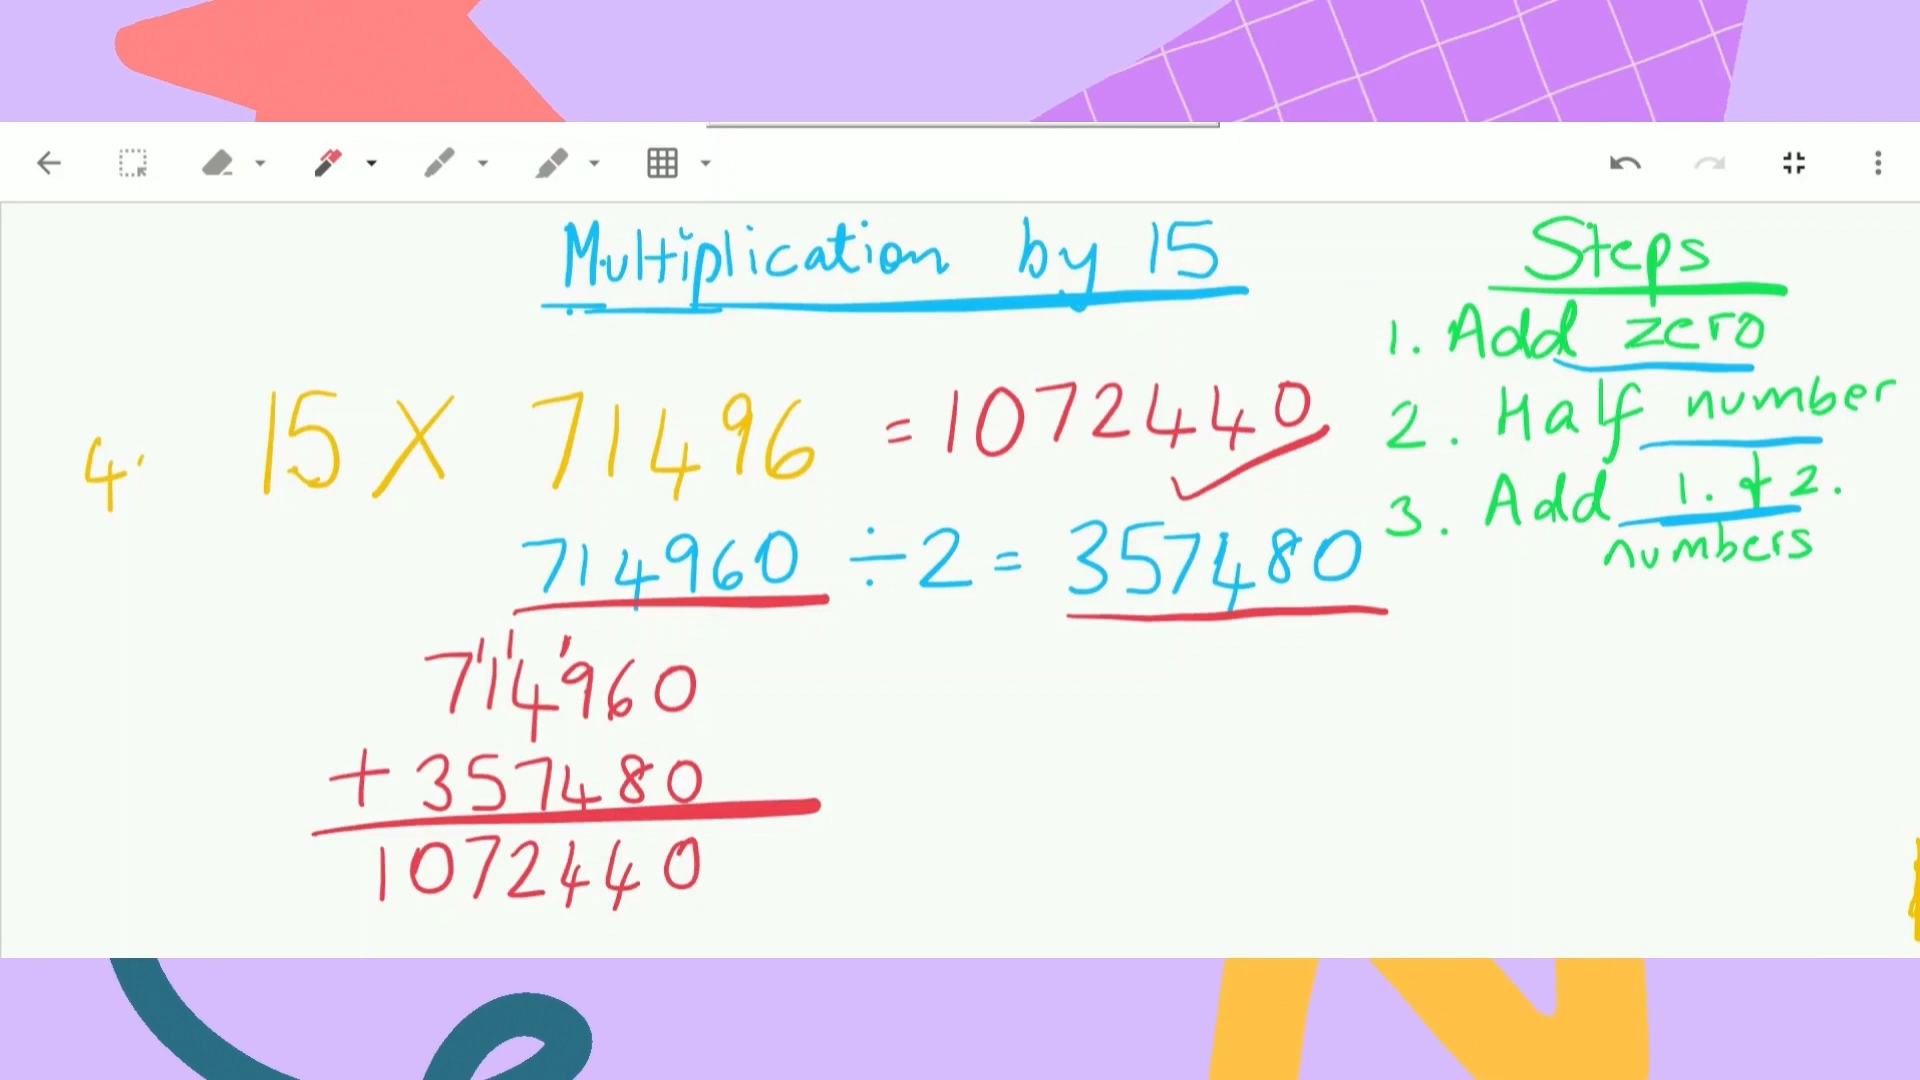 Multiplication by 15
4. 15 X 71496 = 1072440
714960 ÷ 2 = 357480
714960
+ 357480
1072440
Steps
1. Add zero
2. Half number
3. Add 1. & 2.
numbers